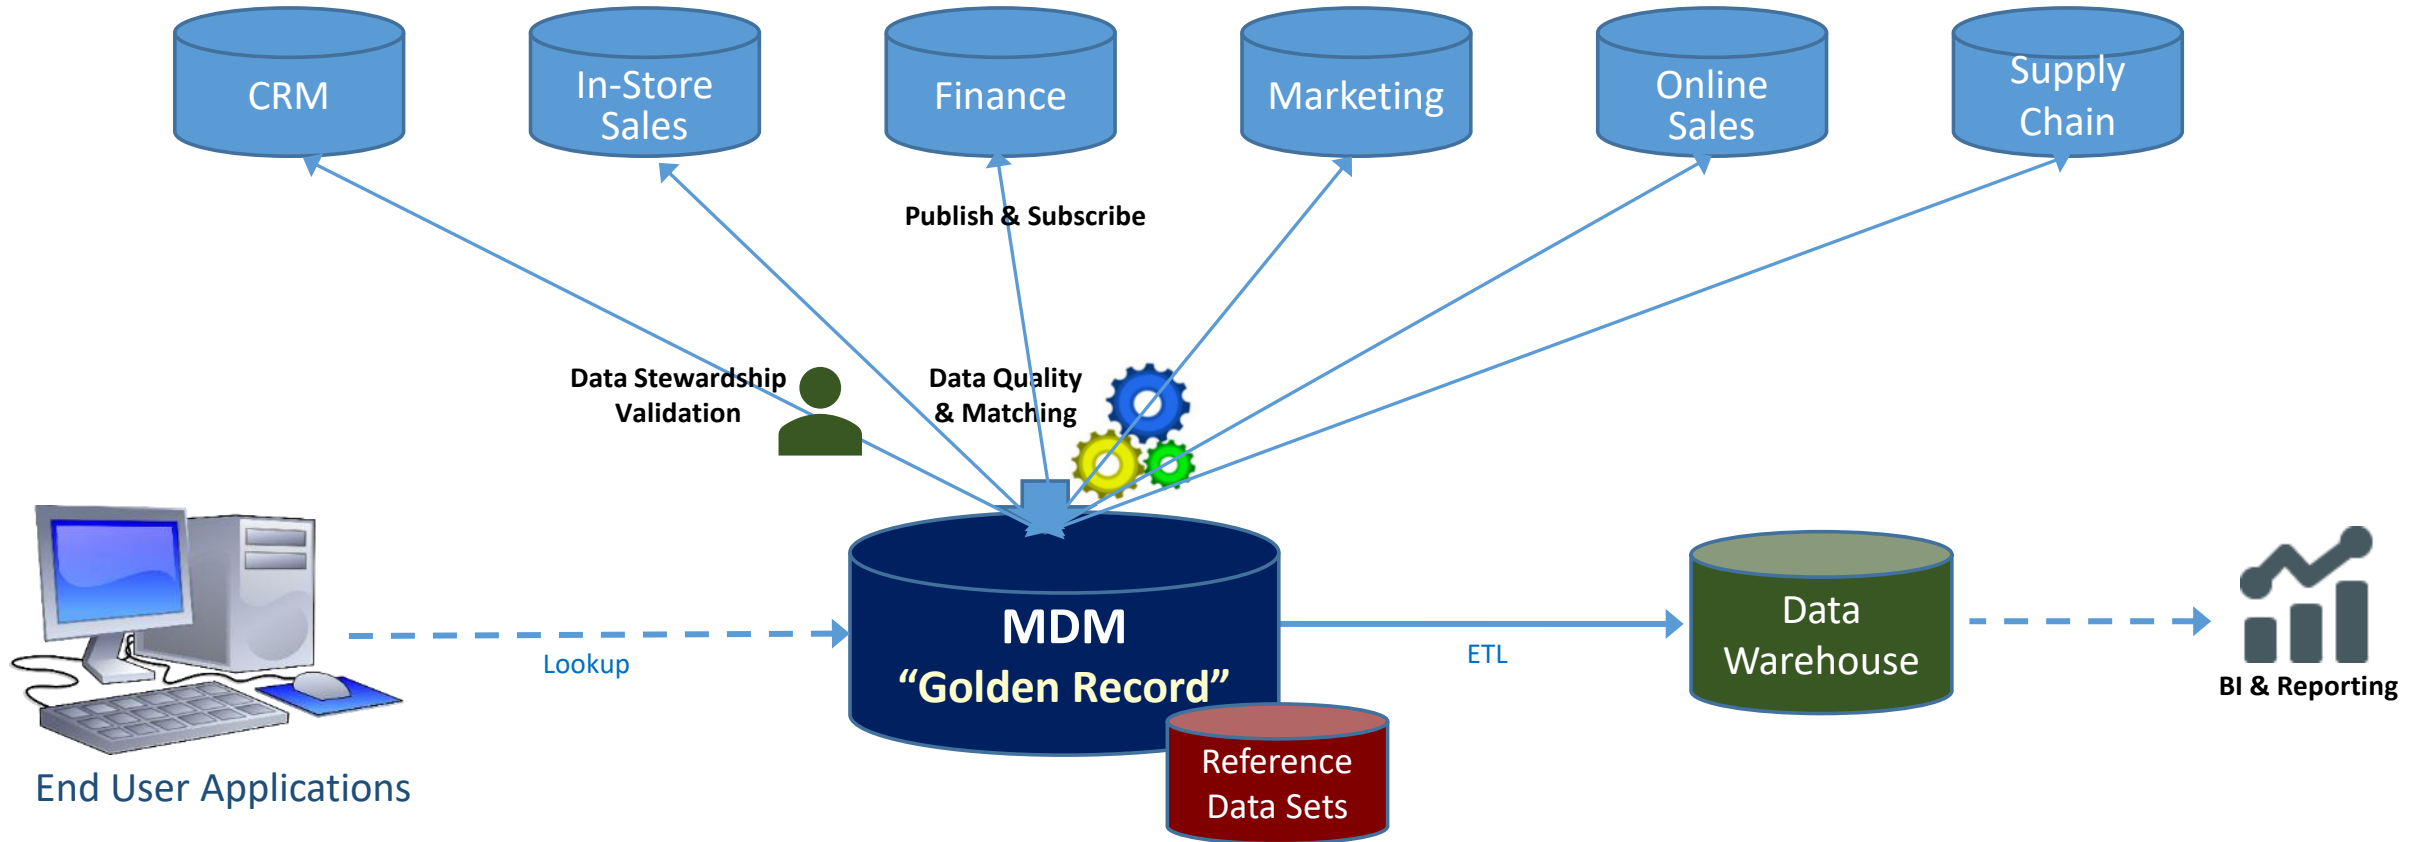 CRM
In-Store
Sales
Finance
Marketing
Online
Sales
Supply
Chain
Publish & Subscribe
Data Stewardship
Validation
Data Quality
& Matching
MDM
“Golden Record”
Lookup
ETL
Data
Warehouse
BI & Reporting
Reference
Data Sets
End User Applications